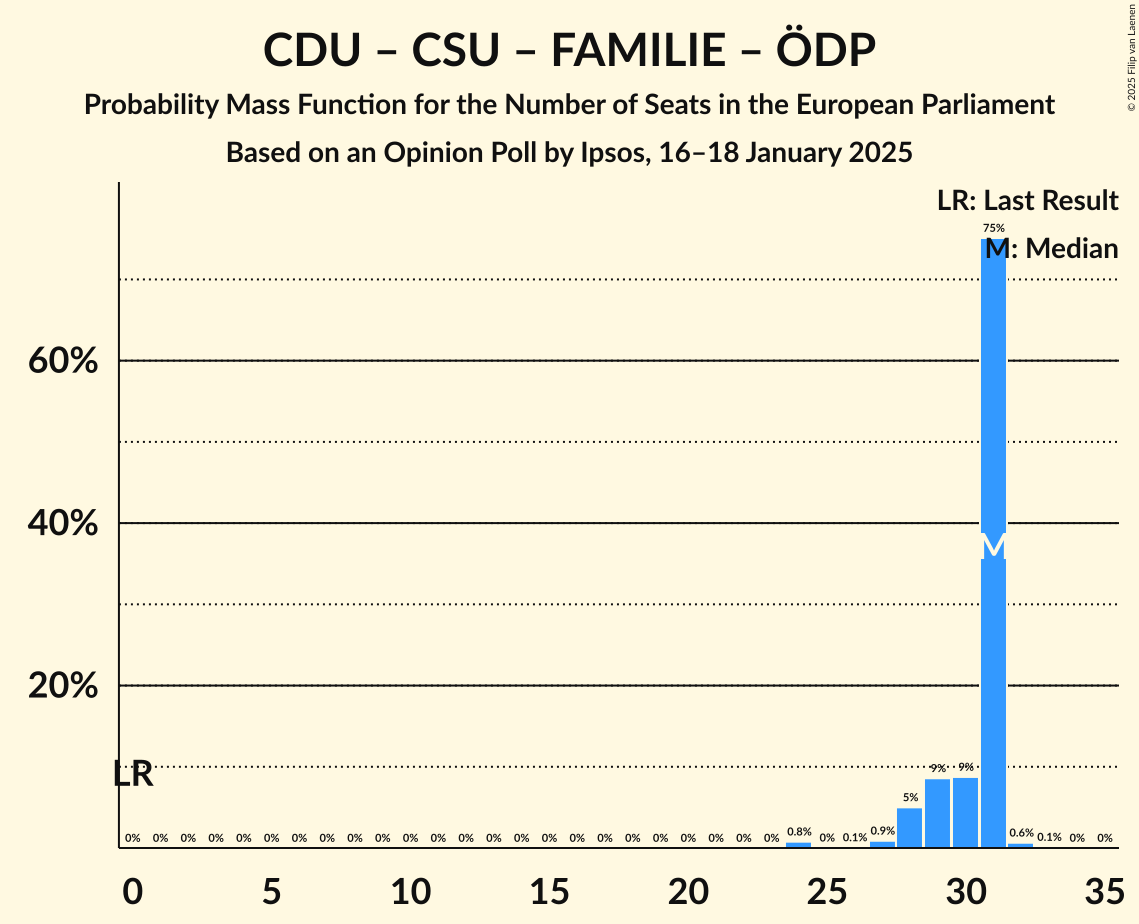 CDU – CSU – FAMILIE – ÖDP
Probability Mass Function for the Number of Seats in the European Parliament
Based on an Opinion Poll by Ipsos, 16–18 January 2025
© 2025 Filip van Laenen
LR: Last Result
M: Median
75%
60%
40%
M
20%
LR
0% 0% 0% 0% 0% 0% 0% 0% 0% 0% 0% 0% 0% 0% 0% 0% 0% 0% 0% 0% 0% 0% 0% 0% 0.8% 0% 0.1% 0.9% 5% 9% 9% 0.6% 0.1% 0% 0%
0 5 10 15 20 25 30 35